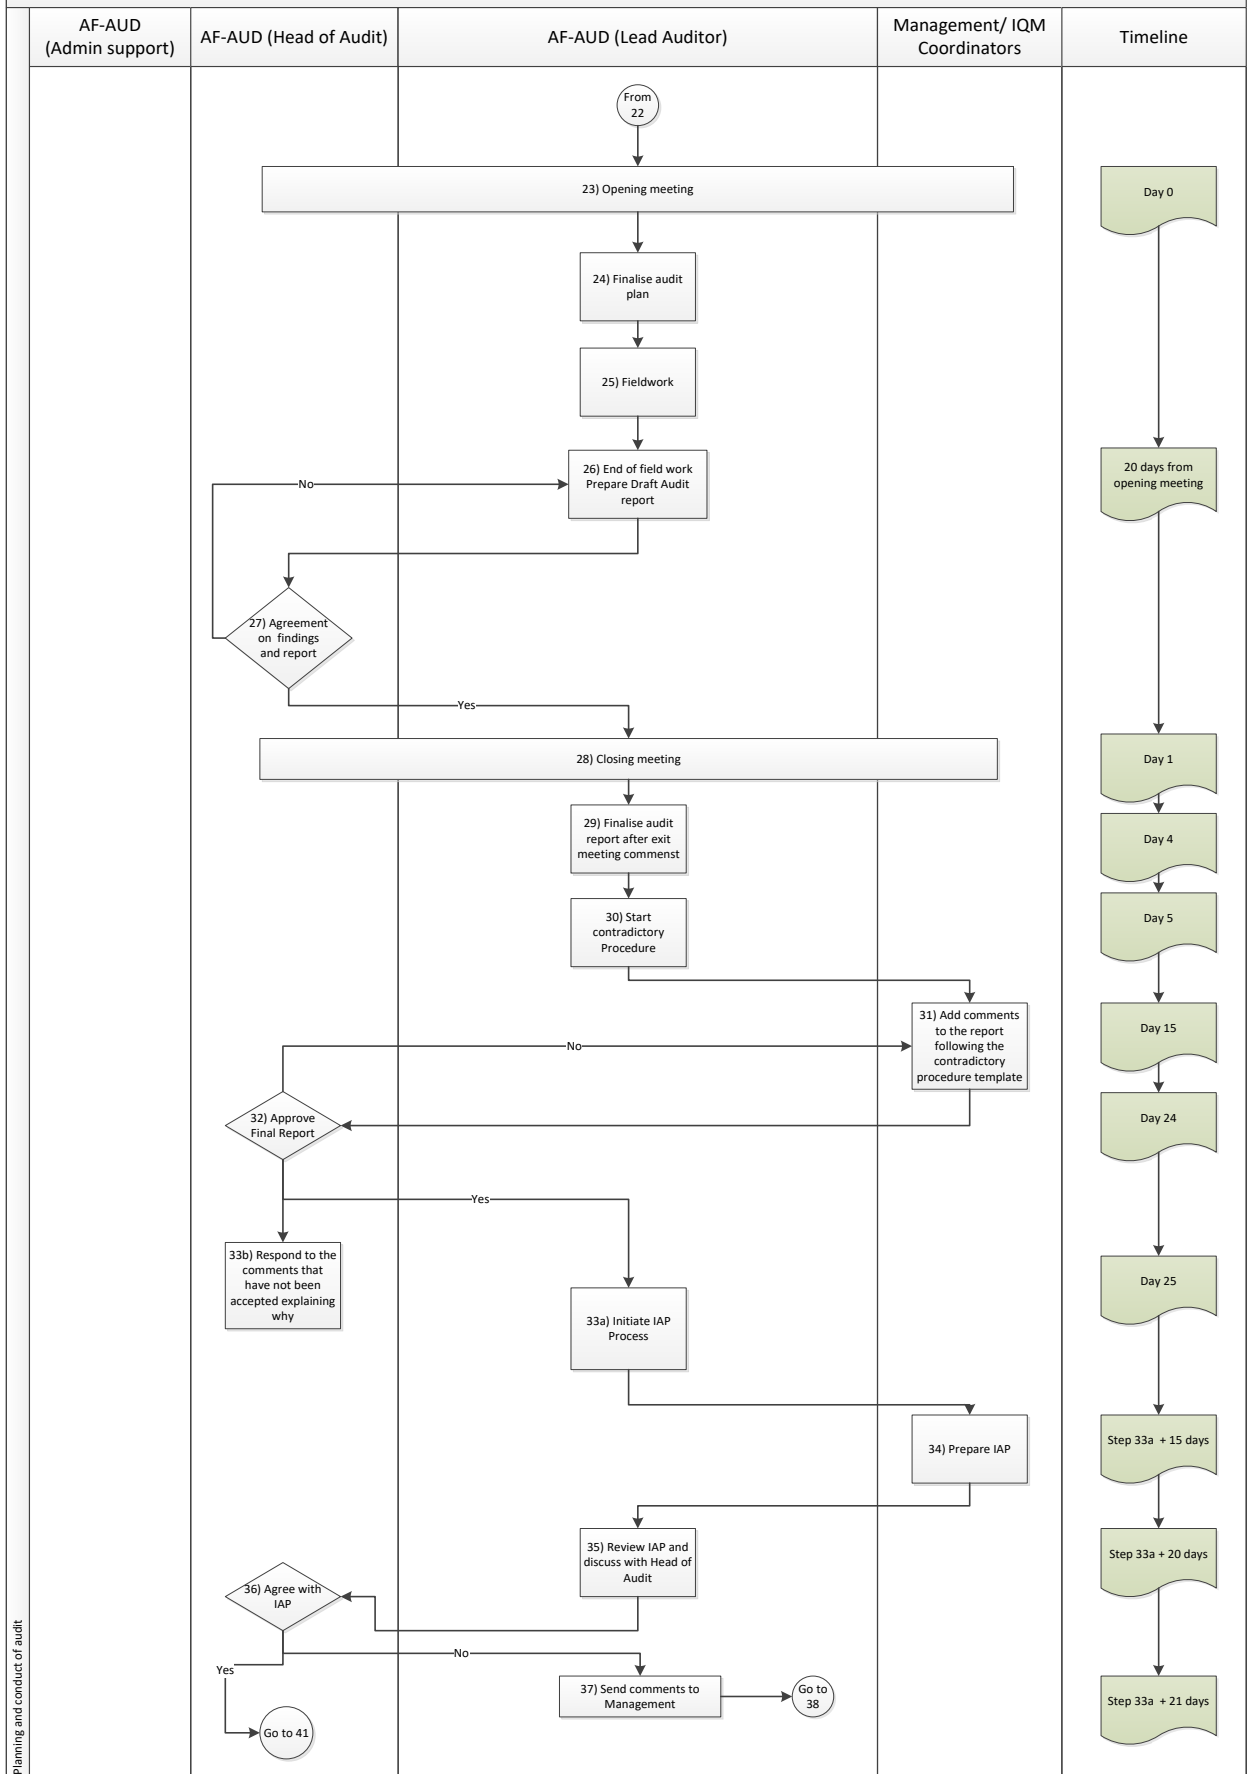 AF-AUD
(Admin support)
AF-AUD (Head of Audit)
AF-AUD (Lead Auditor)
Management/ IQM
Coordinators
Timeline
From
22
23) Opening meeting
Day 0
24) Finalise audit
plan
25) Fieldwork
26) End of field work
Prepare Draft Audit
report
20 days from
opening meeting
No
27) Agreement
on findings
and report
Yes
28) Closing meeting
Day 1
29) Finalise audit
report after exit
meeting commenst
Day 4
30) Start
contradictory
Procedure
Day 5
31) Add comments
to the report
following the
contradictory
procedure template
Day 15
No
32) Approve
Final Report
Day 24
Yes
33b) Respond to the
comments that
have not been
accepted explaining
why
33a) Initiate IAP
Process
Day 25
34) Prepare IAP
Step 33a + 15 days
35) Review IAP and
discuss with Head of
Audit
Step 33a + 20 days
36) Agree with
IAP
No
Yes
37) Send comments to
Management
Go to
38
Step 33a + 21 days
Go to 41
Planning and conduct of audit